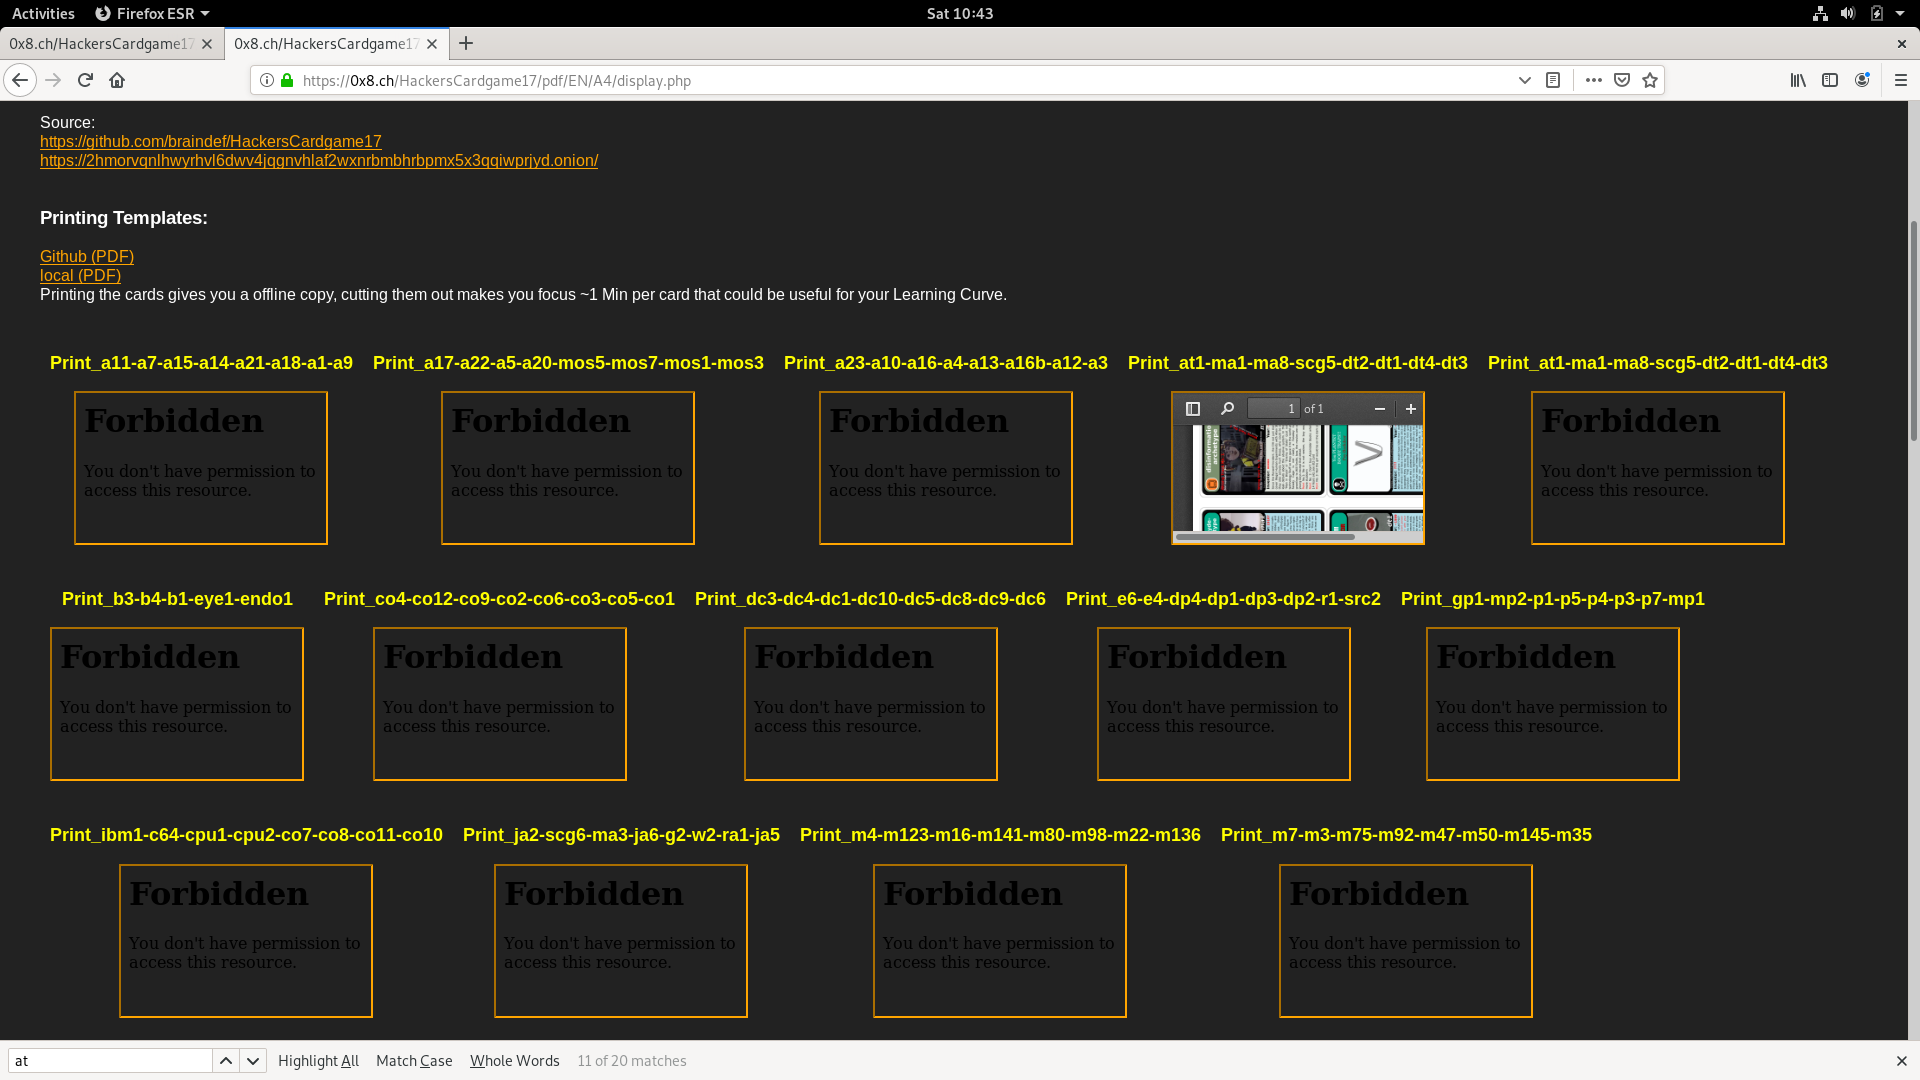 Activities Firefox ESR Sat 10:43
0x8.ch/HackersCardgame17 0x8.ch/HackersCardgame17
https://0x8.ch/HackersCardgame17/pdf/EN/A4/display.php
Source:
https://github.com/braindef/HackersCardgame17
https://2hmorvqnlhwyrhvl6dwv4jqgnvhlaf2wxnrbmbhrbpmx5x3qqiwprjyd.onion/
Printing Templates:
Github (PDF)
local (PDF)
Printing the cards gives you a offline copy, cutting them out makes you focus ~1 Min per card that could be useful for your Learning Curve.
Print_a11-a7-a15-a14-a21-a18-a1-a9 Print_a17-a22-a5-a20-mos5-mos7-mos1-mos3 Print_a23-a10-a16-a4-a13-a16b-a12-a3 Print_at1-ma1-ma8-scg5-dt2-dt1-dt4-dt3 Print_at1-ma1-ma8-scg5-dt2-dt1-dt4-dt3
Forbidden Forbidden Forbidden 1 of 1 Forbidden
You don't have permission to You don't have permission to You don't have permission to You don't have permission to
access this resource. access this resource. access this resource. access this resource.
Print_b3-b4-b1-eye1-endo1 Print_co4-co12-co9-co2-co6-co3-co5-co1 Print_dc3-dc4-dc1-dc10-dc5-dc8-dc9-dc6 Print_e6-e4-dp4-dp1-dp3-dp2-r1-src2 Print_gp1-mp2-p1-p5-p4-p3-p7-mp1
Forbidden Forbidden Forbidden Forbidden Forbidden
You don't have permission to You don't have permission to You don't have permission to You don't have permission to You don't have permission to
access this resource. access this resource. access this resource. access this resource. access this resource.
Print_ibm1-c64-cpu1-cpu2-co7-co8-co11-co10 Print_ja2-scg6-ma3-ja6-g2-w2-ra1-ja5 Print_m4-m123-m16-m141-m80-m98-m22-m136 Print_m7-m3-m75-m92-m47-m50-m145-m35
Forbidden Forbidden Forbidden Forbidden
You don't have permission to You don't have permission to You don't have permission to You don't have permission to
access this resource. access this resource. access this resource. access this resource.
at Highlight All Match Case Whole Words 11 of 20 matches